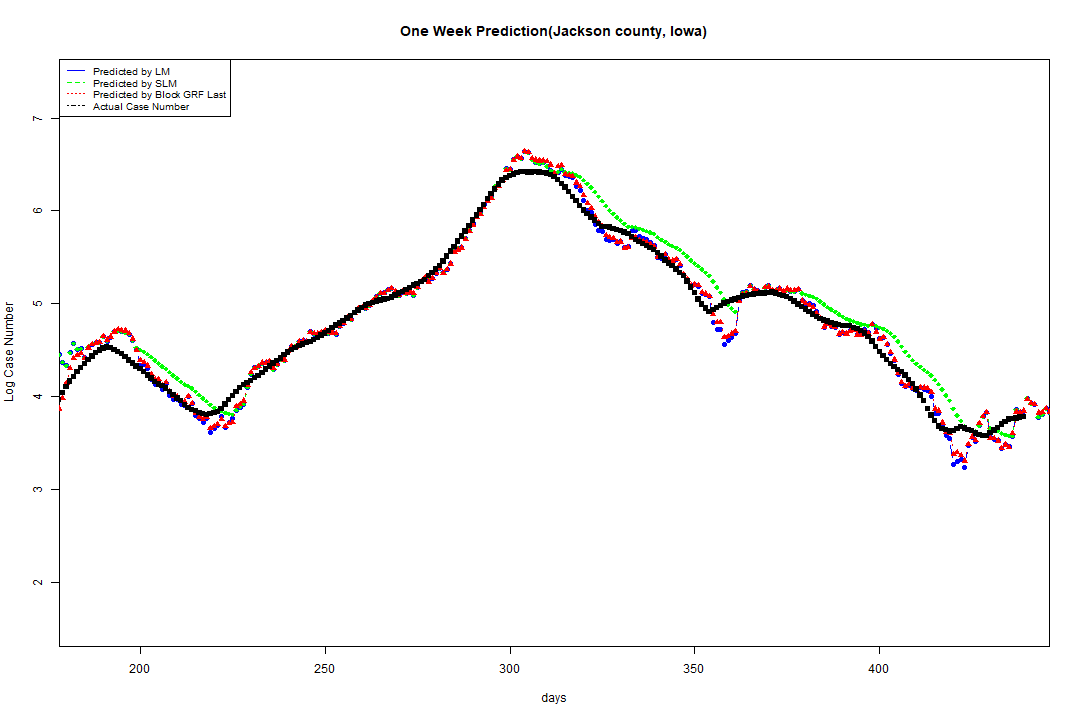 One Week Prediction(Jackson county, Iowa)
Predicted by LM
Predicted by SLM
Predicted by Block GRF Last
Actual Case Number
7
6
5
4
3
2
Log Case Number
200 250 300 350 400
days